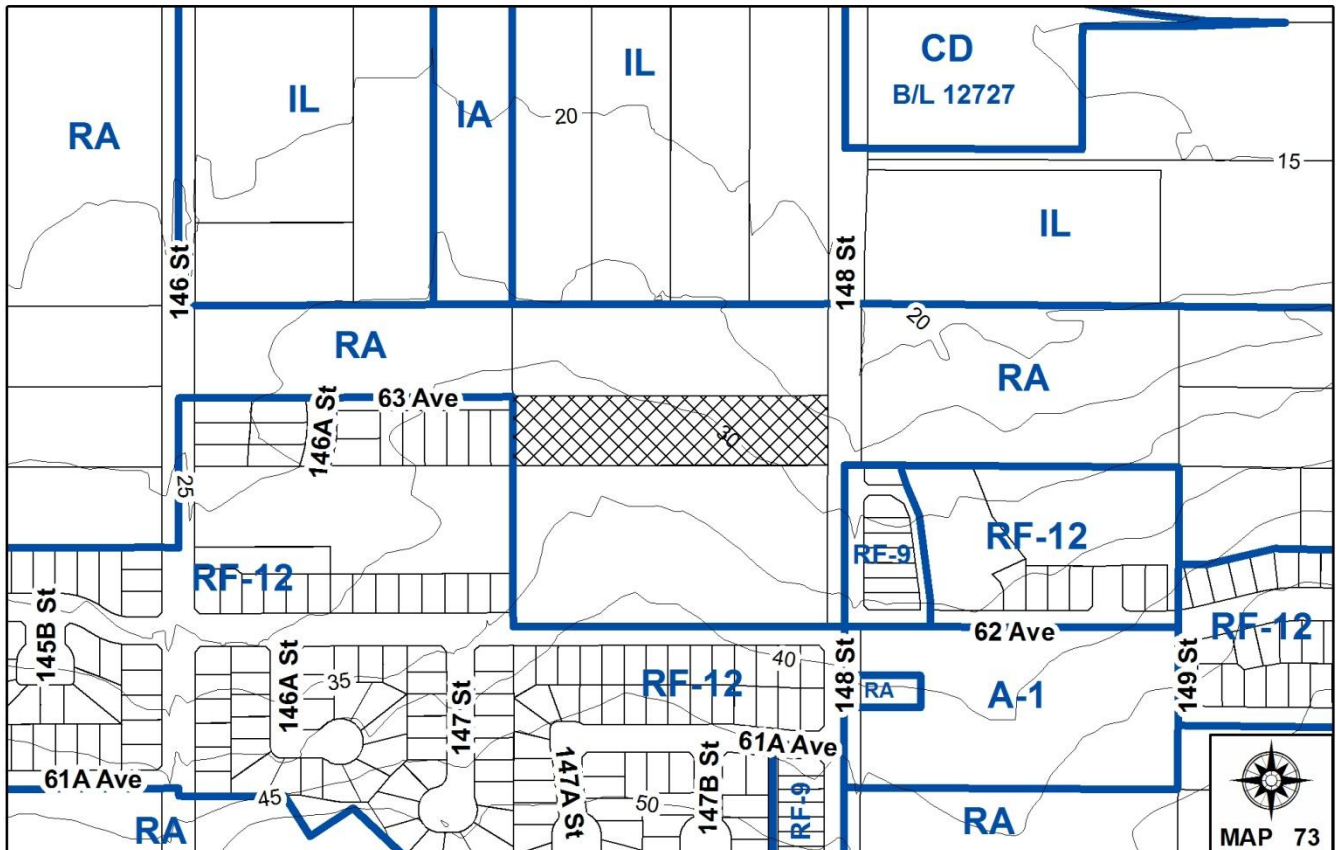 CD
IL
IL
B/L 12727
IA
20
RA
15
IL
146 St
148 St
20
RA
RA
63 Ave
146A St
30
25
RF-12
RF-9
RF-12
62 Ave
RF-12
145B St
146A St
35
147 St
RF-12
40
148 St
RA
A-1
149 St
61A Ave
61A Ave
45
147A St
50
147B St
RF-9
RA
RA
MAP 73